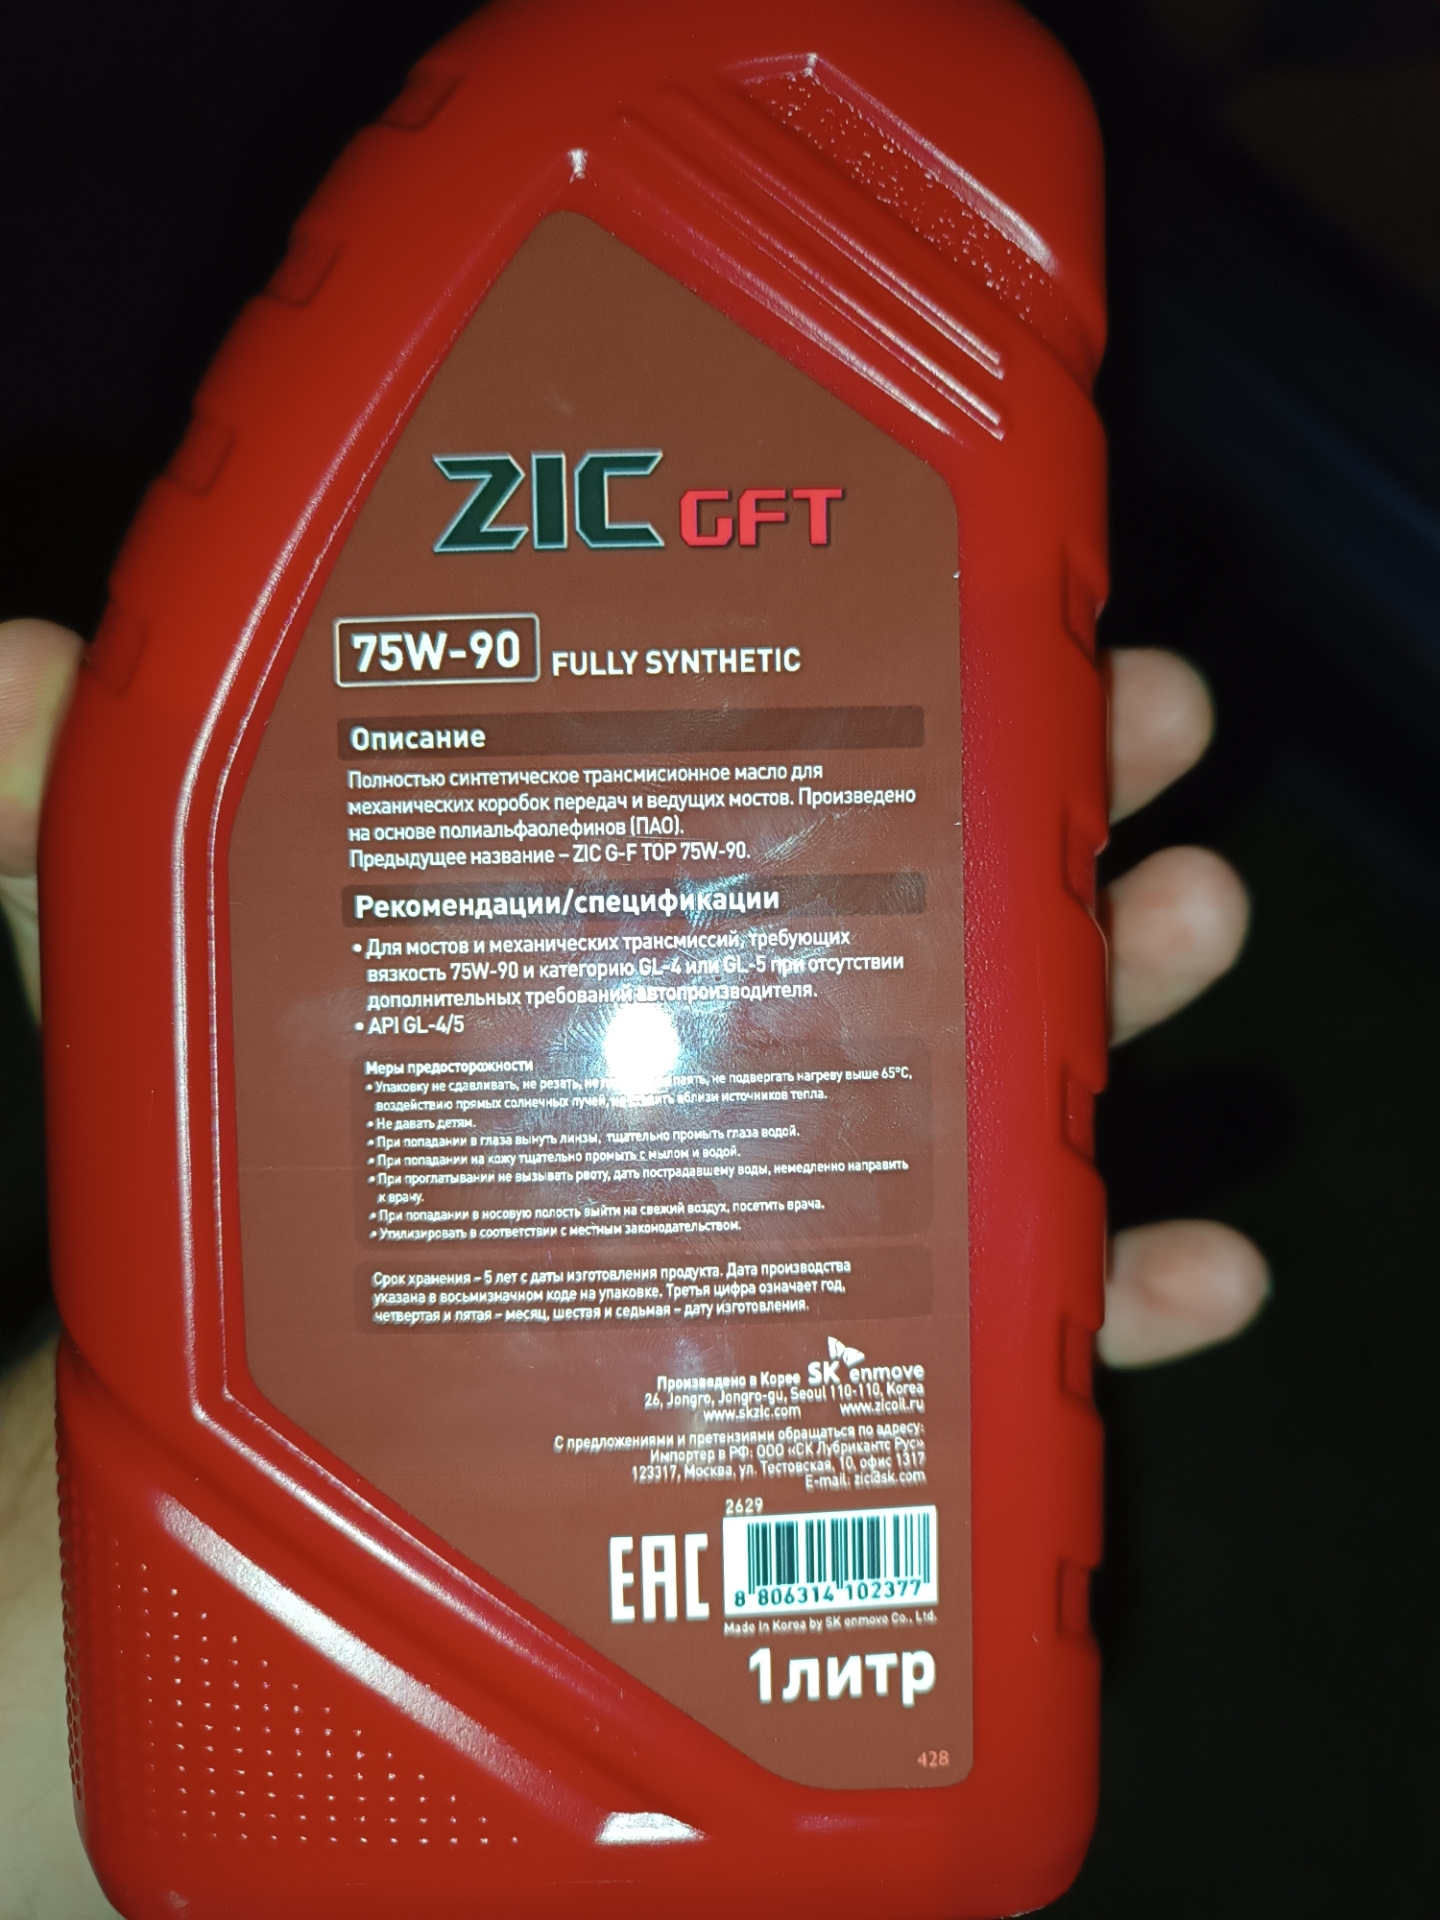 ZIC GFT
75W-90 FULLY SYNTHETIC
Описание
Полностью синтетическое трансмисионное масло для
механических коробок передач и ведущих мостов. Произведено
на основе полиальфаолефинов (ПАО).
Предыдущее название – ZIC G-F TOP 75W-90.
Рекомендации/спецификации
• Для мостов и механических трансмиссий, требующих
вязкость 75W-90 и категорию GL-4 или GL-5 при отсутствии
дополнительных требований автопроизводителя.
• API GL-4/5
Меры предосторожности
• Упаковку не сдавливать, не резать, не подвергать нагреву выше 65°С,
воздействию прямых солнечных лучей, вблизи источников тепла.
• Не давать детям.
• При попадании в глаза вынуть линзы, тщательно промыть глаза водой.
• При попадании на кожу тщательно промыть с мылом и водой.
• При проглатывании не вызывать рвоту, дать пострадавшему воды, немедленно направить
к врачу.
• При попадании в носовую полость выйти на свежий воздух, посетить врача.
• Утилизировать в соответствии с местным законодательством.
Срок хранения – 5 лет с даты изготовления продукта. Дата производства
указана в восьмизначном коде на упаковке. Третья цифра означает год,
четвертая и пятая – месяц, шестая и седьмая – дату изготовления.
Произведено в Корее SK enmove
26, Jongro, Jongro-gu, Seoul 110-110, Korea
www.skzic.com www.zicoil.ru
С предложениями и претензиями обращаться по адресу:
Импортер в РФ: ООО «СК Лубрикантс Рус»
123317, Москва, ул. Тестовская, 10, офис 1317
E-mail: zic@sk.com
2629
EAC
8 806314 102377
Made In Korea by SK enmove Co., Ltd.
1литр
428